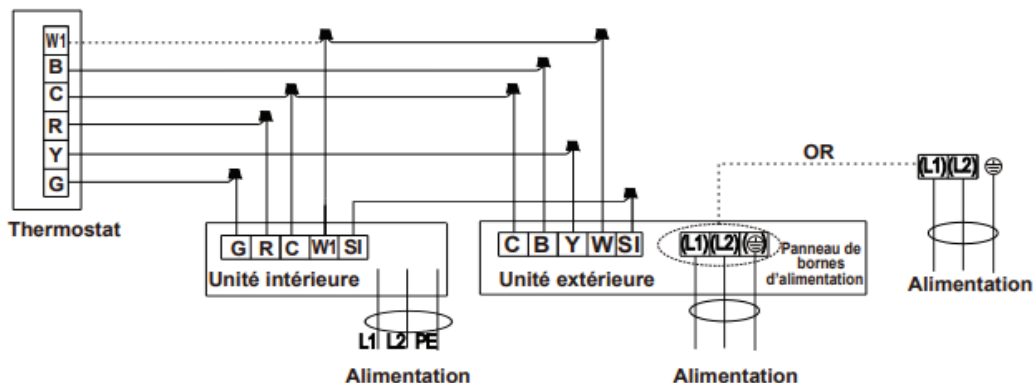 W1
B
C
R
Y
G
Thermostat
G R C W1 SI
Unité intérieure
L1 L2 PE
Alimentation
C B Y W SI
Unité extérieure
(L1) (L2) (⏚)
Panneau de
bornes
d'alimentation
Alimentation
OR
(L1) (L2) ⏚
Alimentation